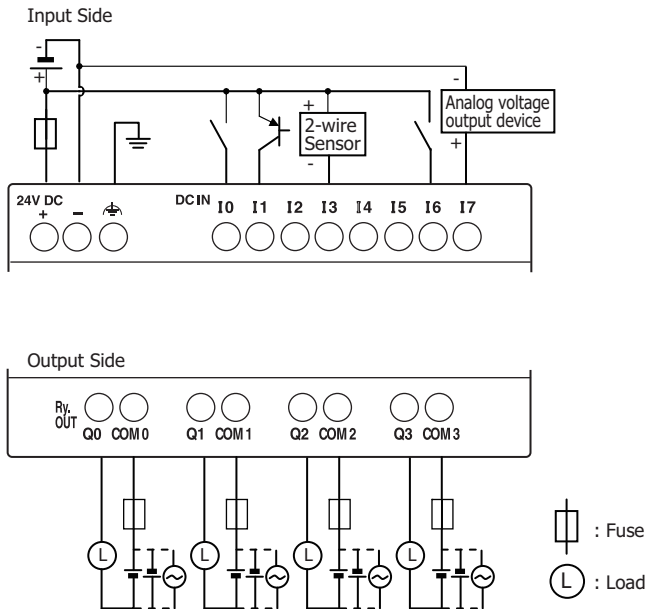 Input Side
-
+
-
Analog voltage
output device
+
+
2-wire
Sensor
-
24V DC
+ −
DC IN I0 I1 I2 I3 I4 I5 I6 I7
Output Side
Ry.
OUT
Q0 COM0 Q1 COM1 Q2 COM2 Q3 COM3
L L L L
: Fuse
L : Load